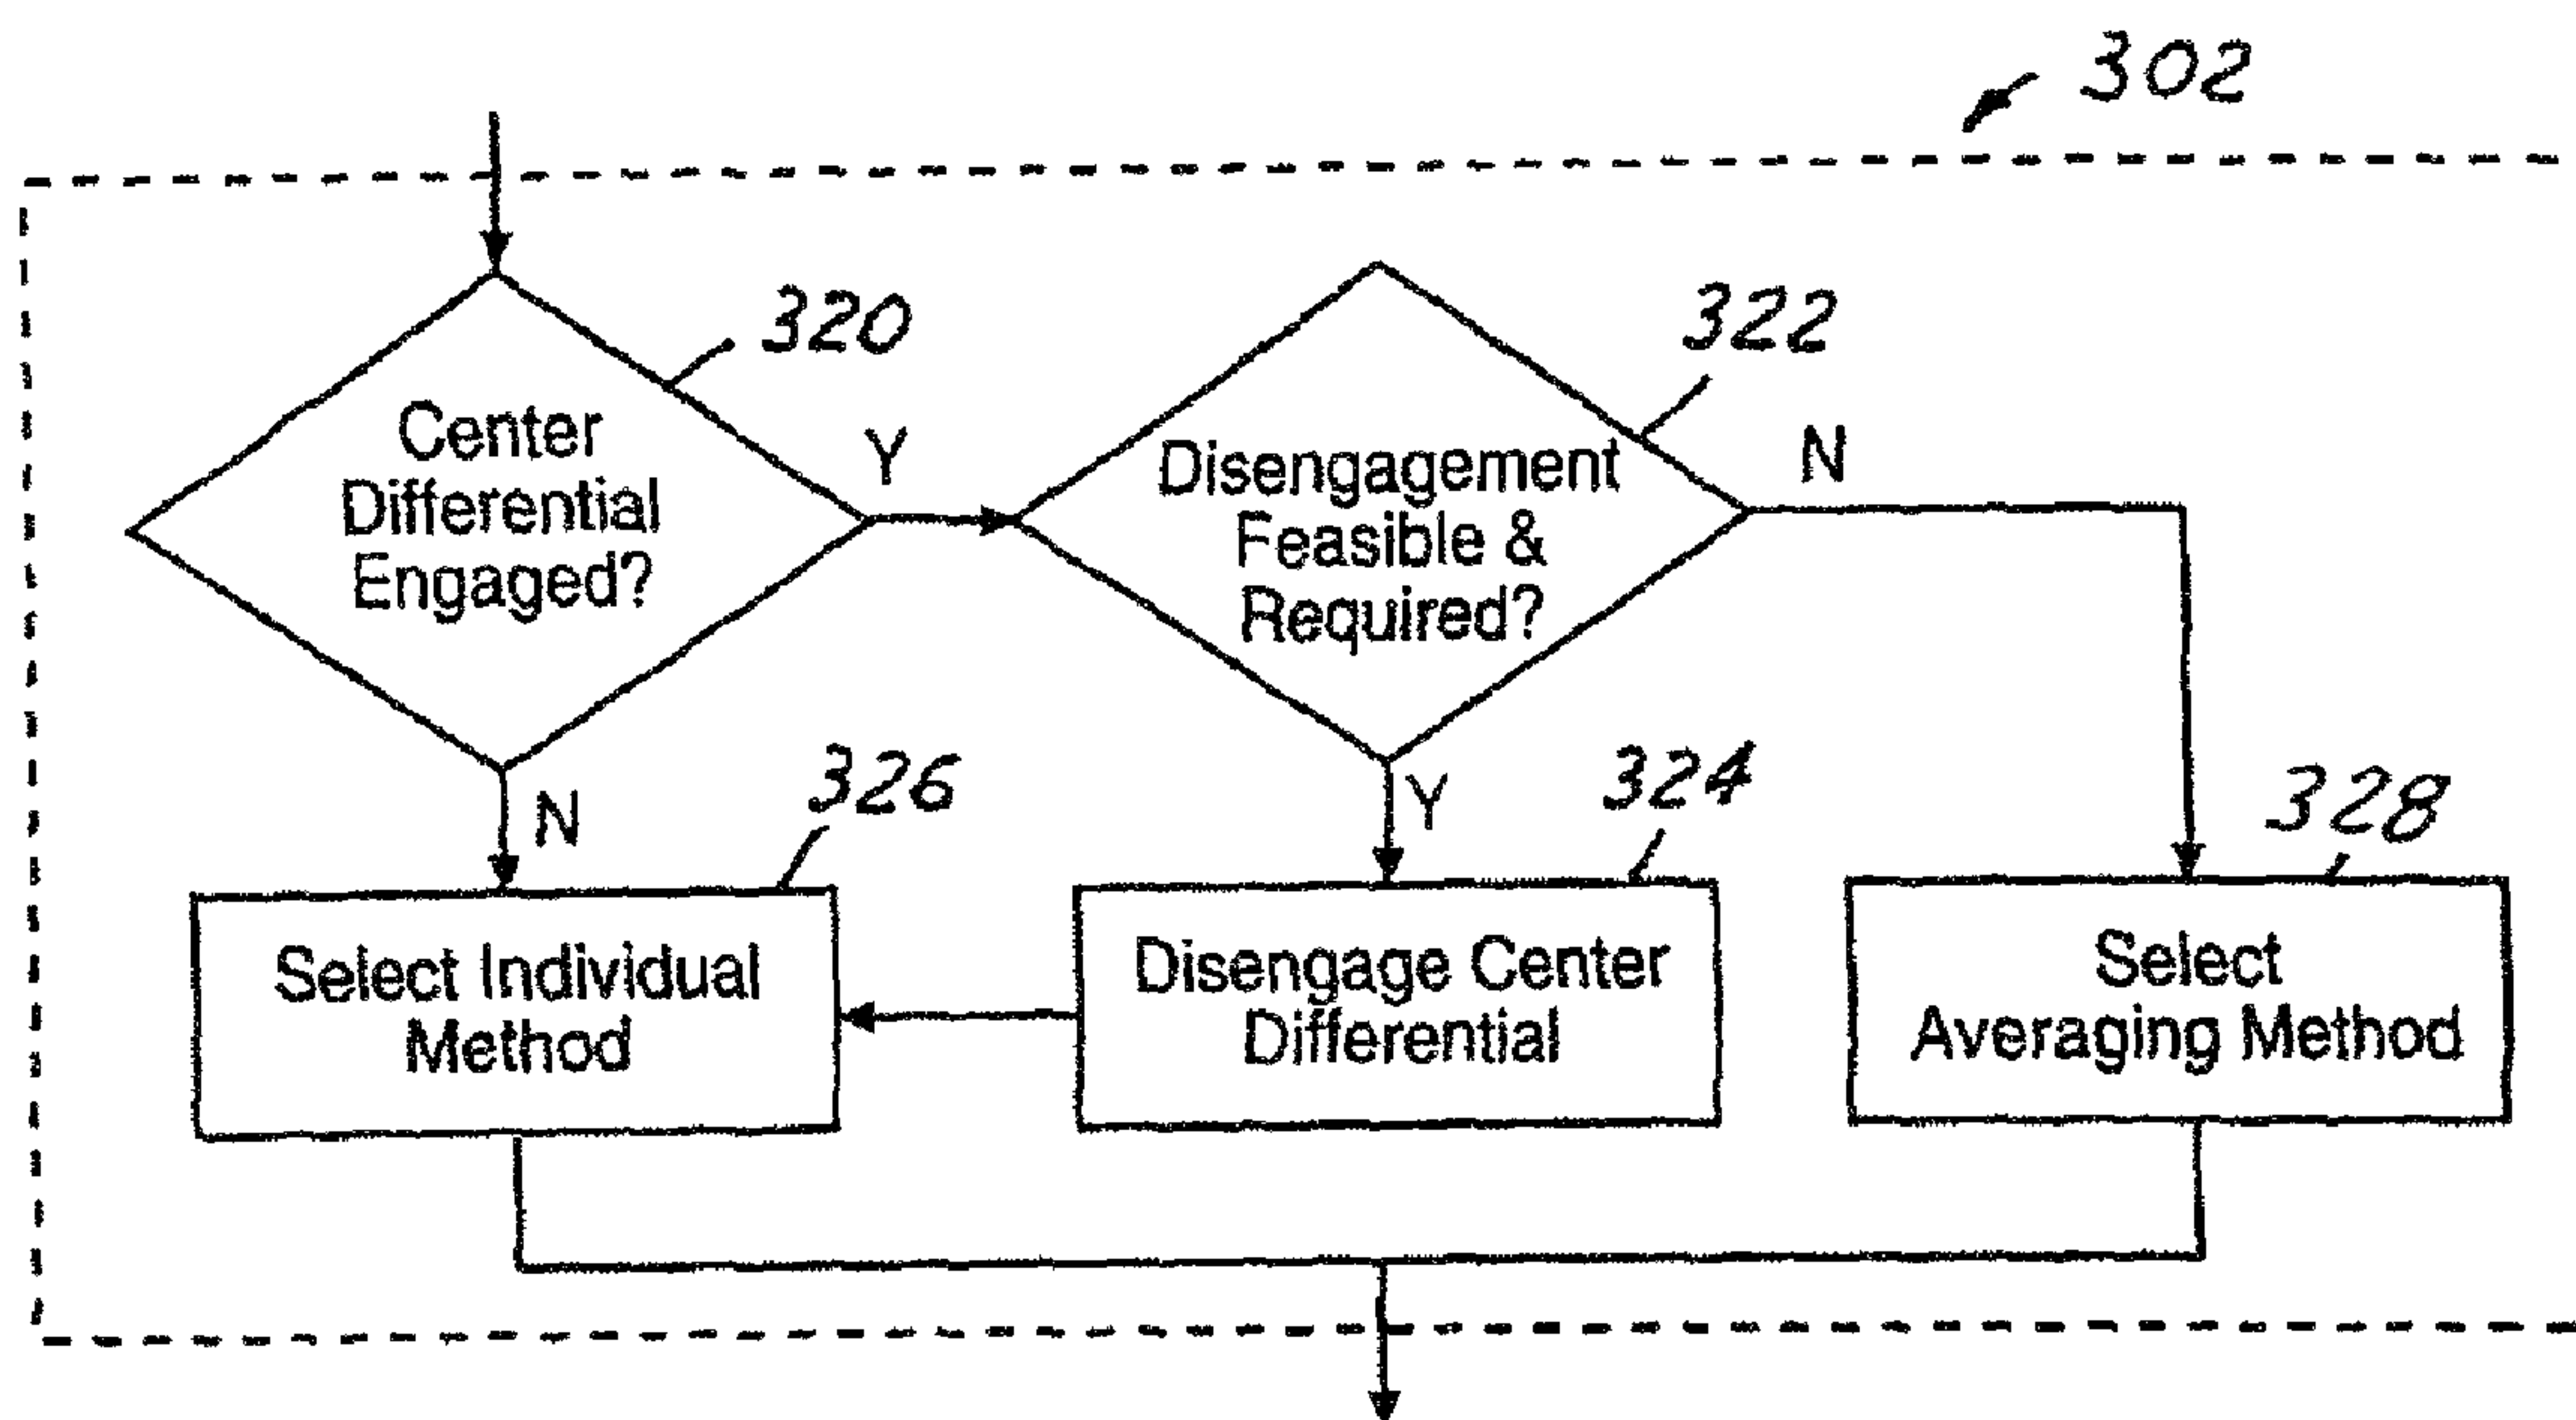 302
320
Center
Differential
Engaged?
Y
322
Disengagement
Feasible &
Required?
N
N
326
Y
324
328
Select Individual
Method
Disengage Center
Differential
Select
Averaging Method